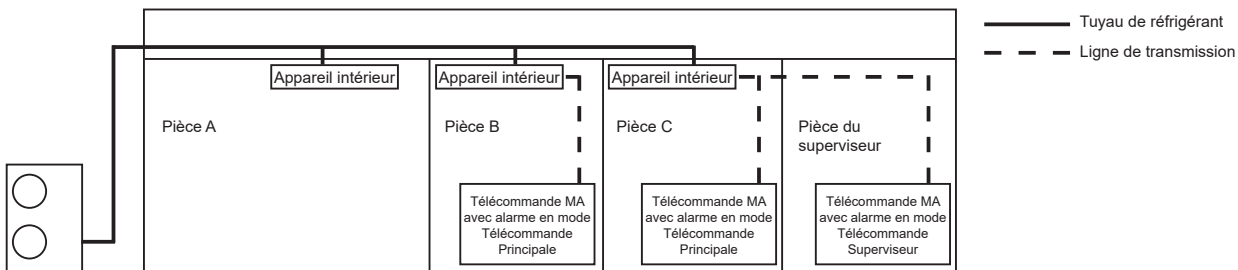 Tuyau de réfrigérant
Ligne de transmission
Appareil intérieur
Appareil intérieur
Appareil intérieur
Pièce A
Pièce B
Pièce C
Pièce du
superviseur
Télécommande MA
avec alarme en mode
Télécommande
Principale
Télécommande MA
avec alarme en mode
Télécommande
Principale
Télécommande MA
avec alarme en mode
Télécommande
Superviseur